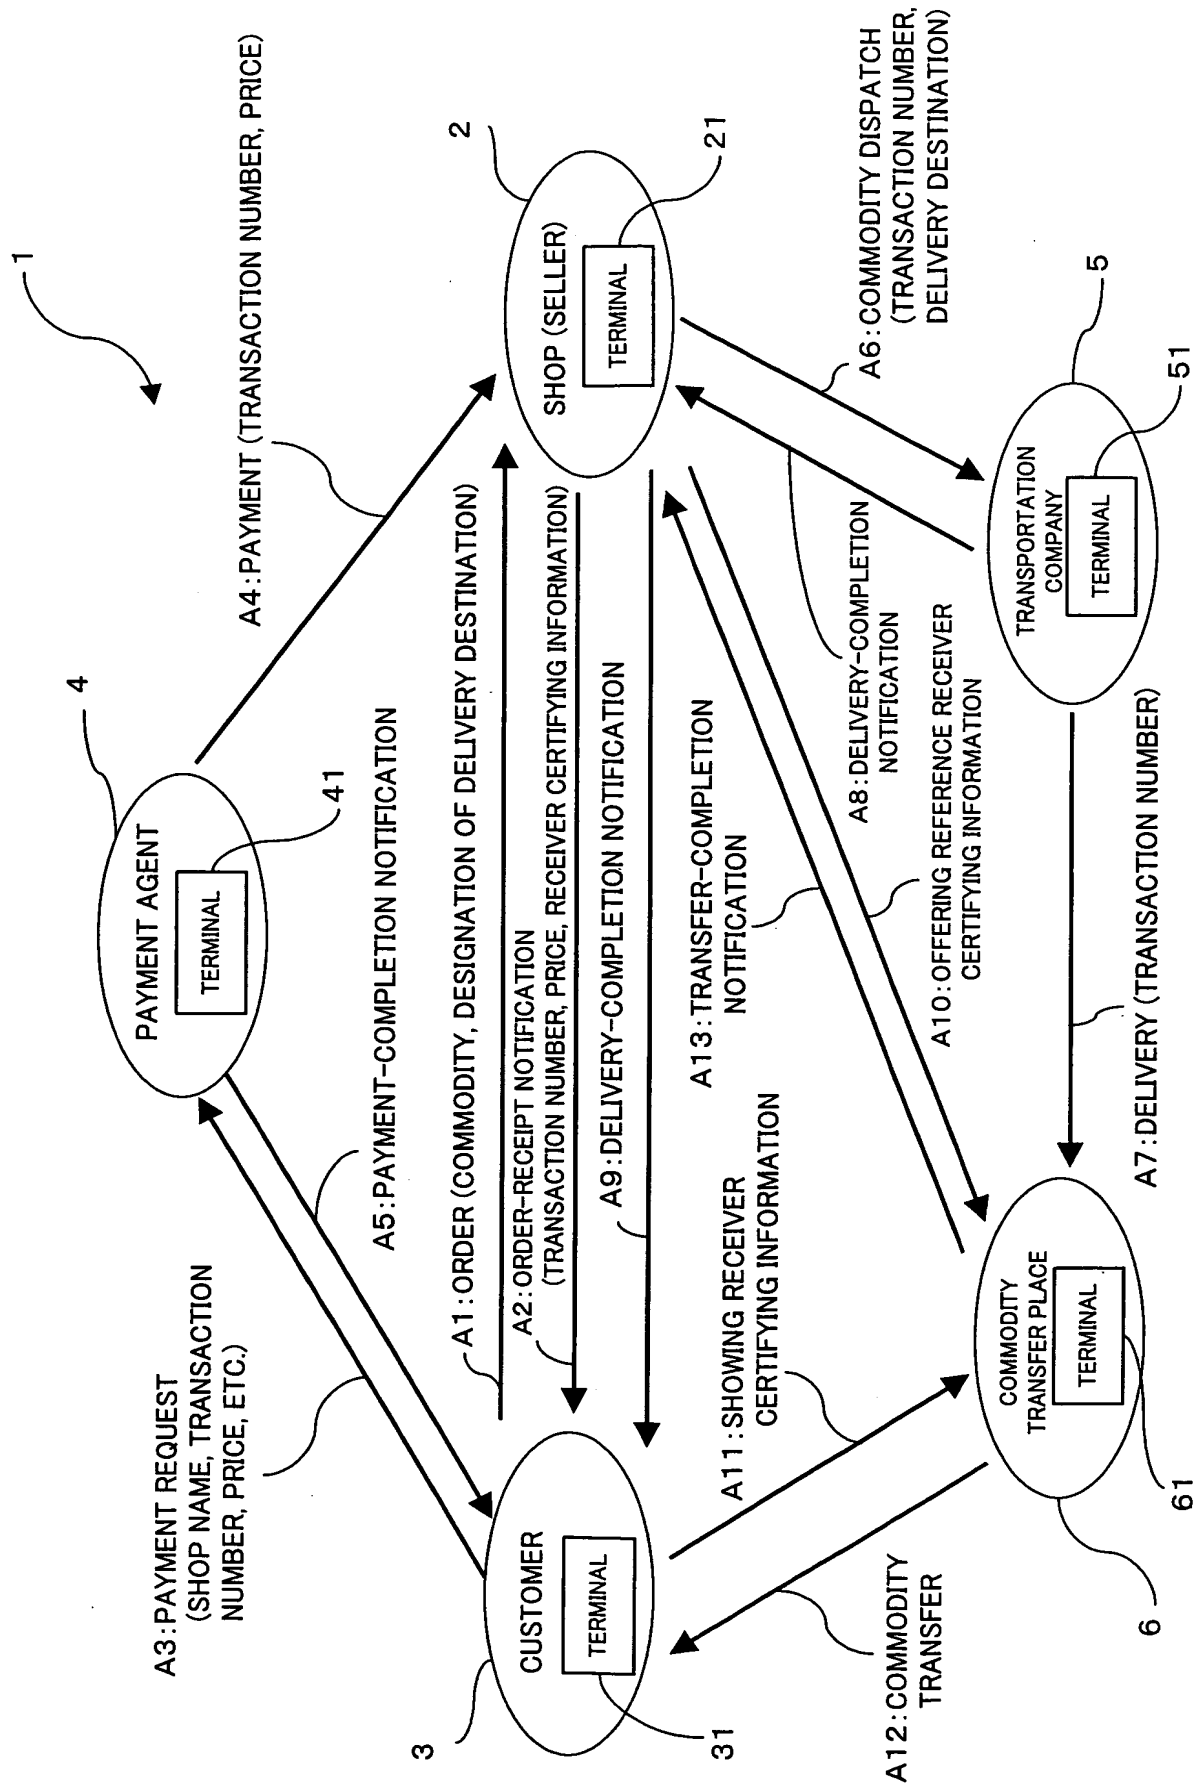 1
A4:PAYMENT (TRANSACTION NUMBER, PRICE)
4
PAYMENT AGENT
TERMINAL
41
A3:PAYMENT REQUEST
(SHOP NAME, TRANSACTION
NUMBER, PRICE, ETC.)
A5:PAYMENT-COMPLETION NOTIFICATION
2
SHOP (SELLER)
TERMINAL
21
A1:ORDER (COMMODITY, DESIGNATION OF DELIVERY DESTINATION)
A2:ORDER-RECEIPT NOTIFICATION
(TRANSACTION NUMBER, PRICE, RECEIVER CERTIFYING INFORMATION)
A9:DELIVERY-COMPLETION NOTIFICATION
3
CUSTOMER
TERMINAL
31
A13:TRANSFER-COMPLETION
NOTIFICATION
A11:SHOWING RECEIVER
CERTIFYING INFORMATION
A8:DELIVERY-COMPLETION
NOTIFICATION
A6:COMMODITY DISPATCH
(TRANSACTION NUMBER,
DELIVERY DESTINATION)
A10:OFFERING REFERENCE RECEIVER
CERTIFYING INFORMATION
A12:COMMODITY
TRANSFER
COMMODITY
TRANSFER PLACE
TERMINAL
6
61
TRANSPORTATION
COMPANY
TERMINAL
5
51
A7:DELIVERY (TRANSACTION NUMBER)